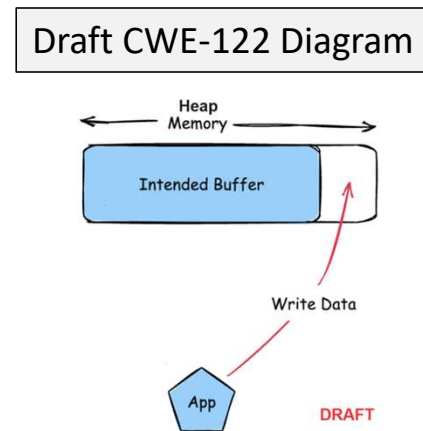 Draft CWE-122 Diagram
Heap
Memory
Intended Buffer
Write Data
App
DRAFT